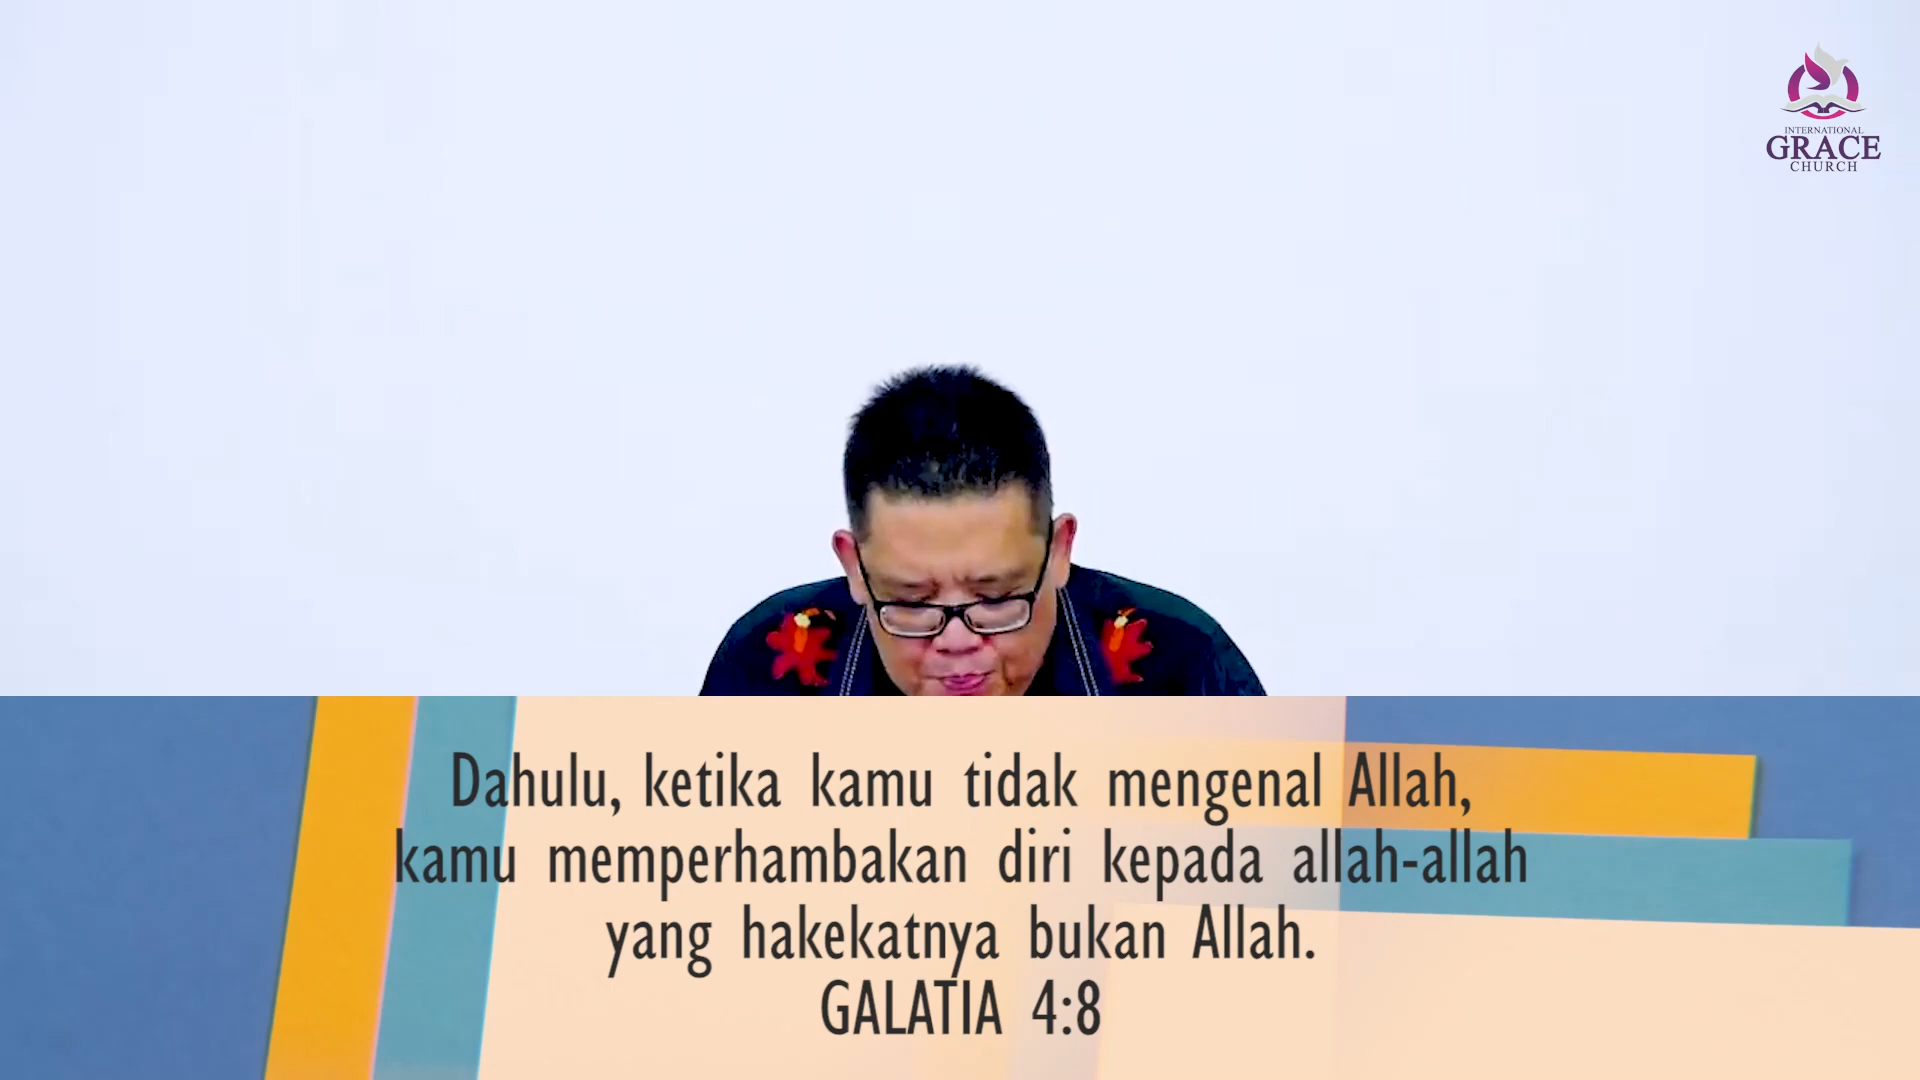 INTERNATIONAL
GRACE
CHURCH
Dahulu, ketika kamu tidak mengenal Allah,
kamu memperhambakan diri kepada allah-allah
yang hakekatnya bukan Allah.
GALATIA 4:8